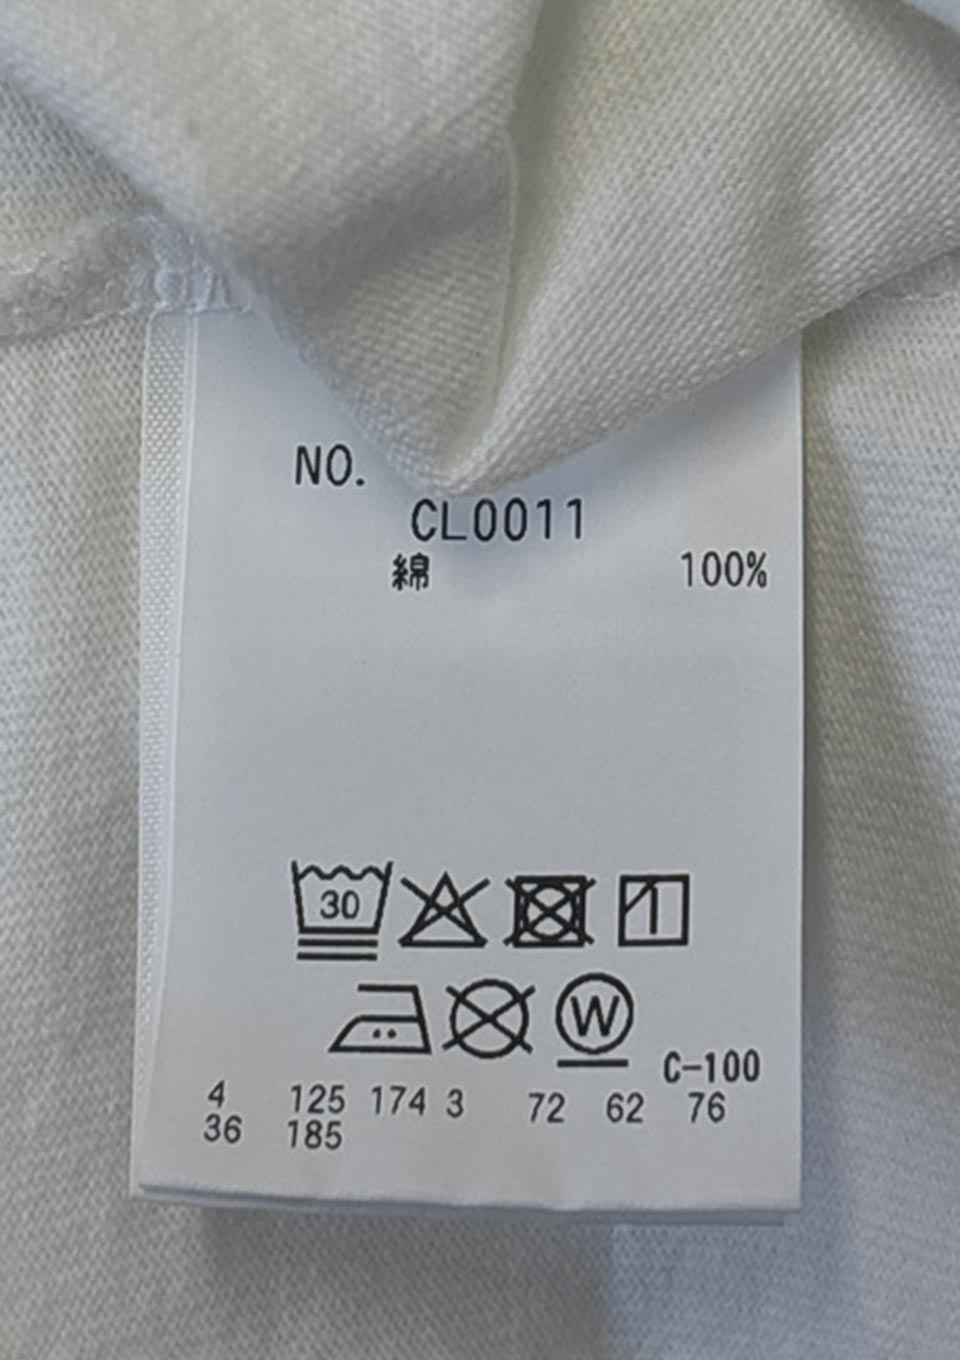 NO.
CL0011
綿 100%
30
W
C-100
4 125 174 3 72 62 76
36 185